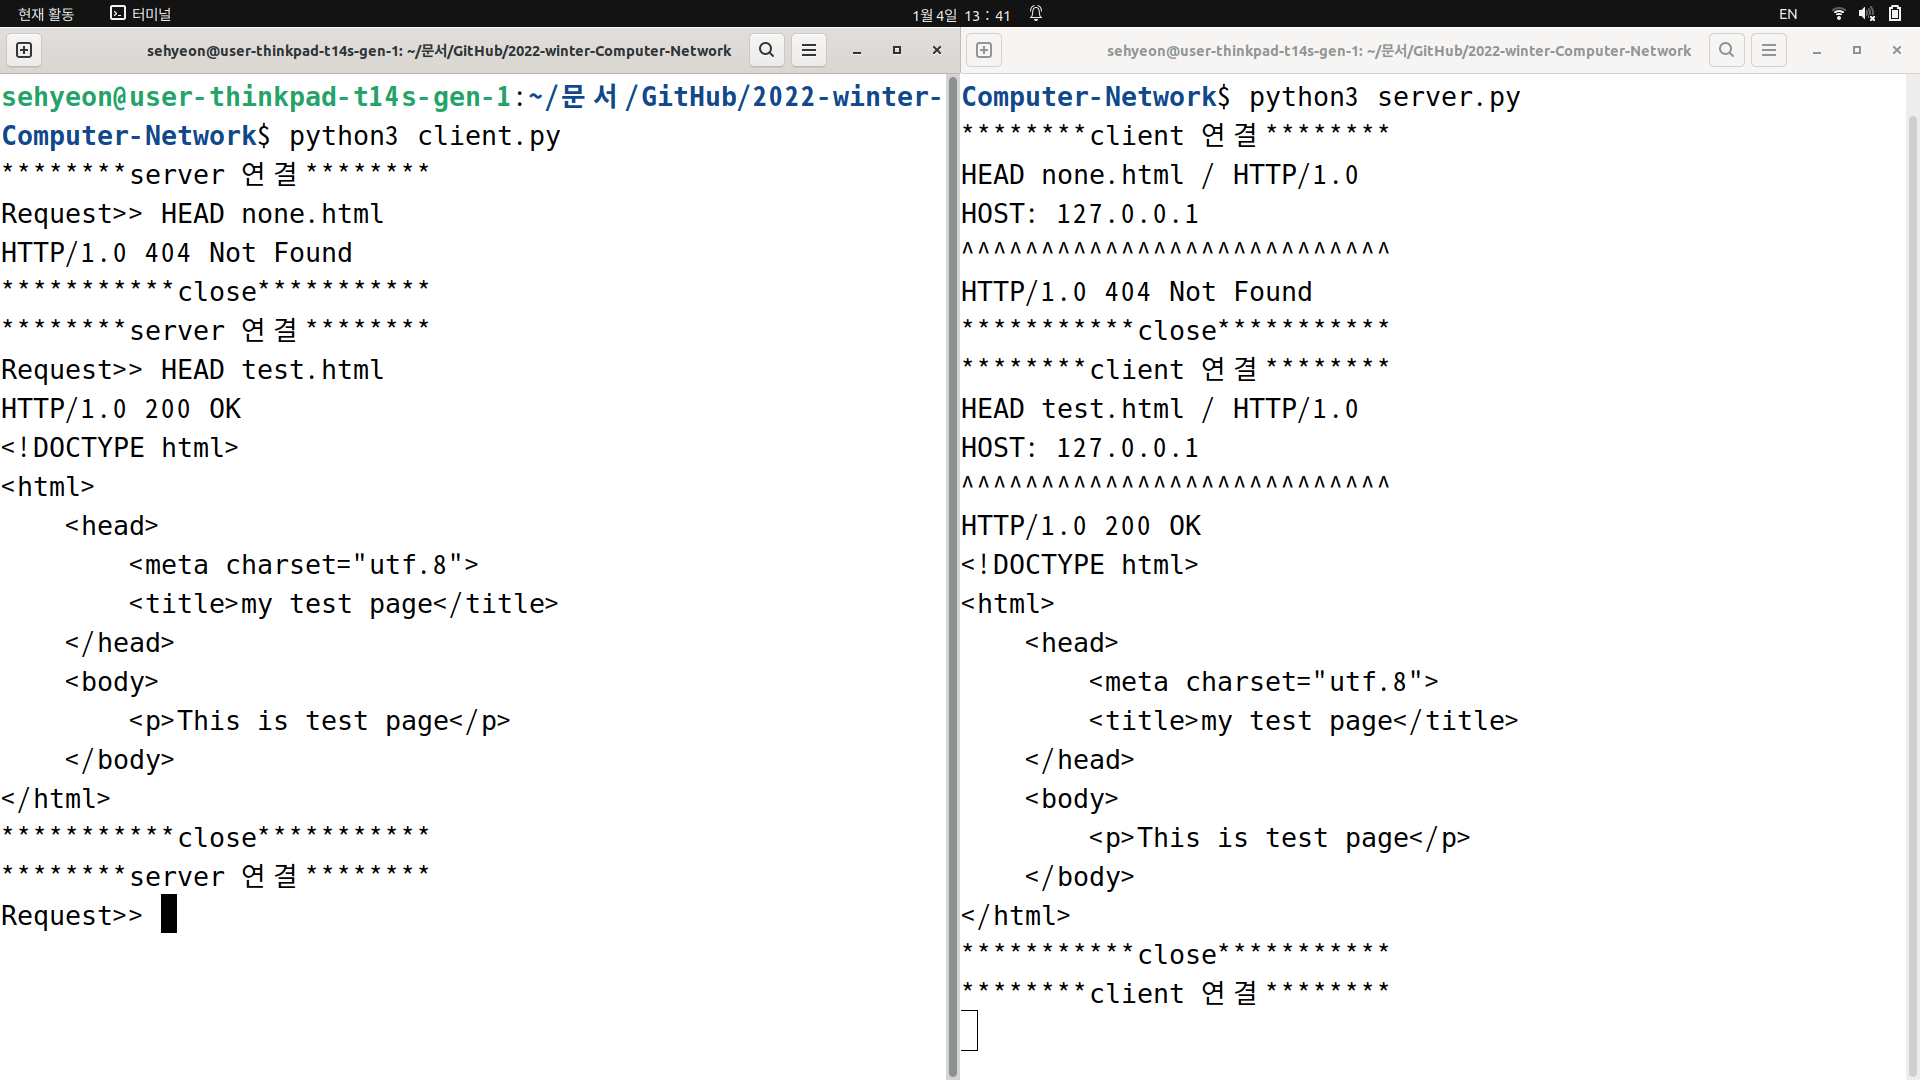 현재 활동 터미널 1월 4일 13 : 41 EN
sehyeon@user-thinkpad-t14s-gen-1: ~/문서/GitHub/2022-winter-Computer-Network
sehyeon@user-thinkpad-t14s-gen-1:~/문서/GitHub/2022-winter-
Computer-Network$ python3 client.py
********server 연결********
Request>> HEAD none.html
HTTP/1.0 404 Not Found
***********close***********
********server 연결********
Request>> HEAD test.html
HTTP/1.0 200 OK
<!DOCTYPE html>
<html>
    <head>
        <meta charset="utf.8">
        <title>my test page</title>
    </head>
    <body>
        <p>This is test page</p>
    </body>
</html>
***********close***********
********server 연결********
Request>>
sehyeon@user-thinkpad-t14s-gen-1: ~/문서/GitHub/2022-winter-Computer-Network
Computer-Network$ python3 server.py
********client 연결********
HEAD none.html / HTTP/1.0
HOST: 127.0.0.1
^^^^^^^^^^^^^^^^^^^^^^^^^^^
HTTP/1.0 404 Not Found
***********close***********
********client 연결********
HEAD test.html / HTTP/1.0
HOST: 127.0.0.1
^^^^^^^^^^^^^^^^^^^^^^^^^^^
HTTP/1.0 200 OK
<!DOCTYPE html>
<html>
    <head>
        <meta charset="utf.8">
        <title>my test page</title>
    </head>
    <body>
        <p>This is test page</p>
    </body>
</html>
***********close***********
********client 연결********